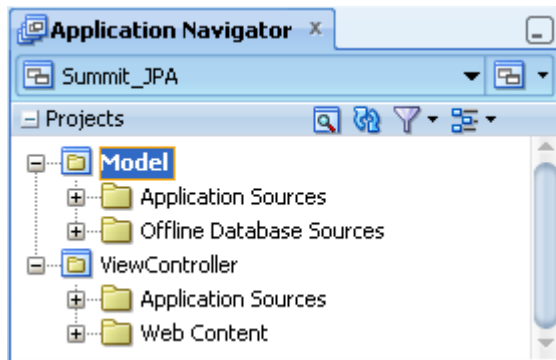 Application Navigator
Summit_JPA
Projects
Model
Application Sources
Offline Database Sources
ViewController
Application Sources
Web Content